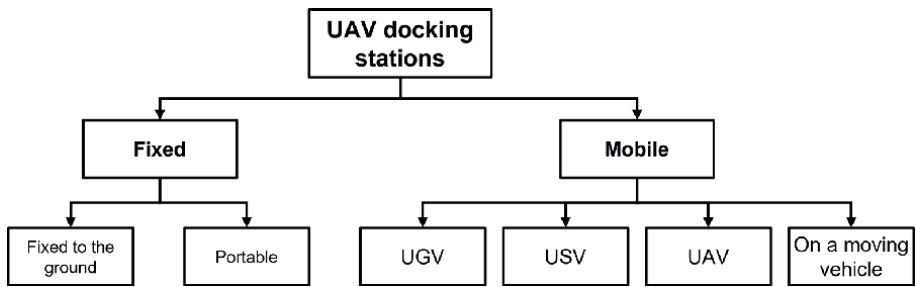 UAV docking
stations
Fixed
Mobile
Fixed to the
ground
Portable
UGV
USV
UAV
On a moving
vehicle